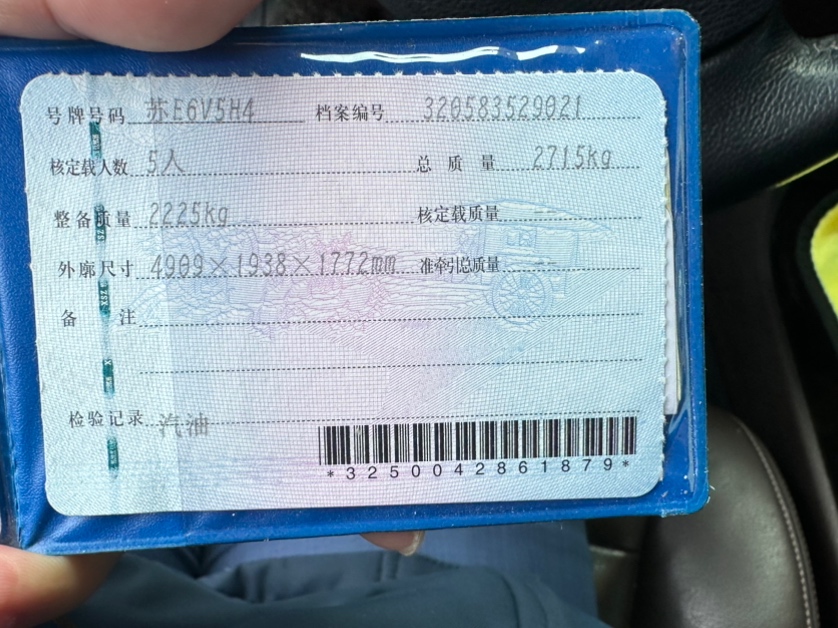 号牌号码 苏E6V5H4 档案编号 320583529021
核定载人数 5人 总质量 2715kg
整备质量 2225kg 核定载质量 --
外廓尺寸 4909×1938×1772mm 准牵引总质量 --
备注
检验记录 汽油
*3250042861879*